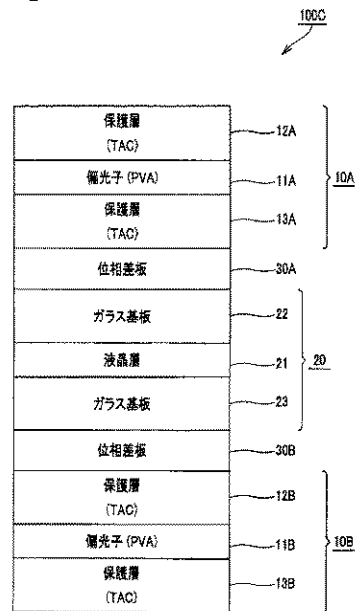 100C
保護層
(TAC)
12A
偏光子(PVA)
11A
10A
保護層
(TAC)
13A
位相差板
30A
ガラス基板
22
液晶層
21
20
ガラス基板
23
位相差板
30B
保護層
(TAC)
12B
偏光子(PVA)
11B
10B
保護層
(TAC)
13B